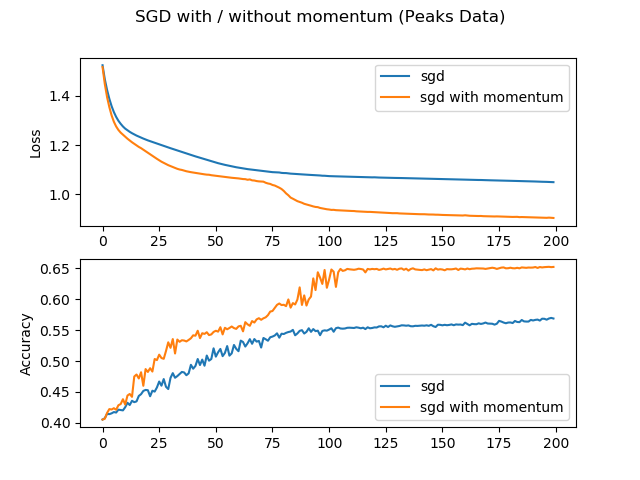 SGD with / without momentum (Peaks Data)
Loss
1.4
1.2
1.0
sgd
sgd with momentum
0 25 50 75 100 125 150 175 200
Accuracy
0.65
0.60
0.55
0.50
0.45
0.40
sgd
sgd with momentum
0 25 50 75 100 125 150 175 200